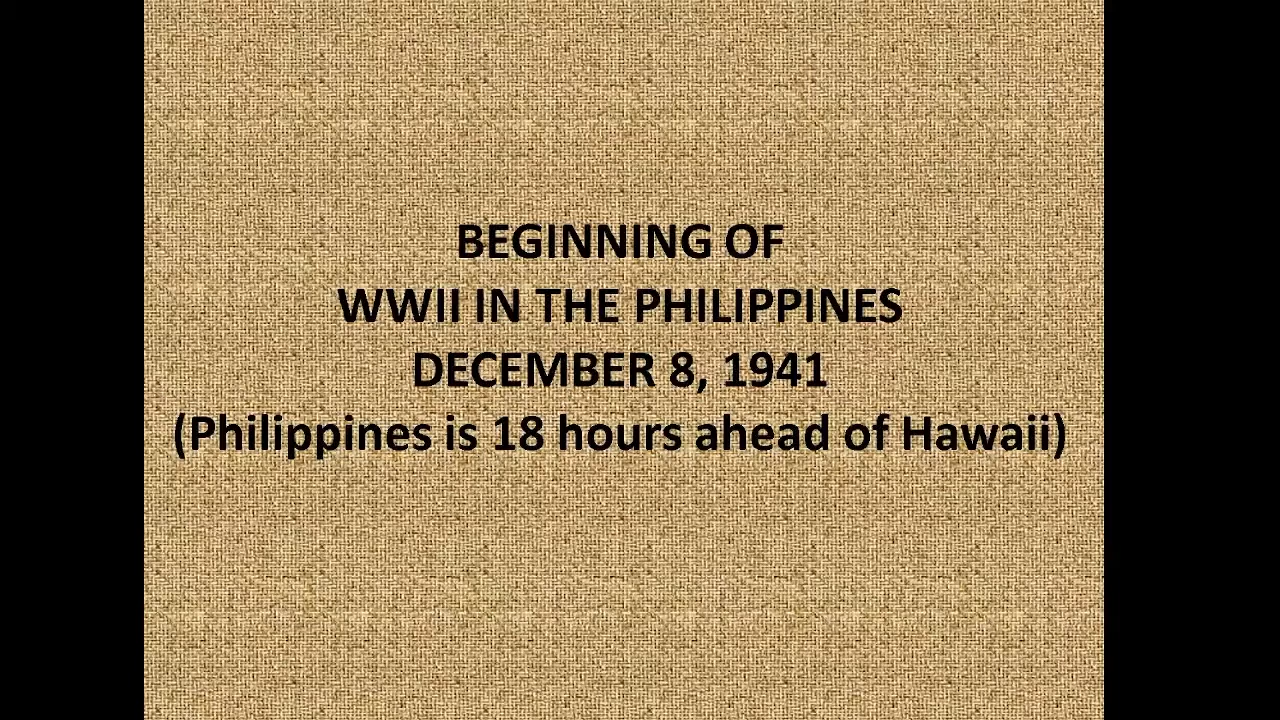 BEGINNING OF
WWII IN THE PHILIPPINES
DECEMBER 8, 1941
(Philippines is 18 hours ahead of Hawaii)